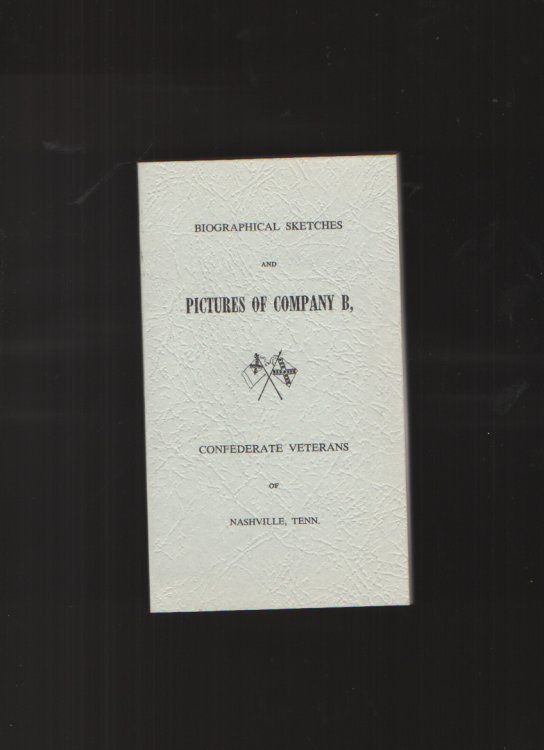 BIOGRAPHICAL SKETCHES
AND
PICTURES OF COMPANY B,
CONFEDERATE VETERANS
OF
NASHVILLE, TENN.